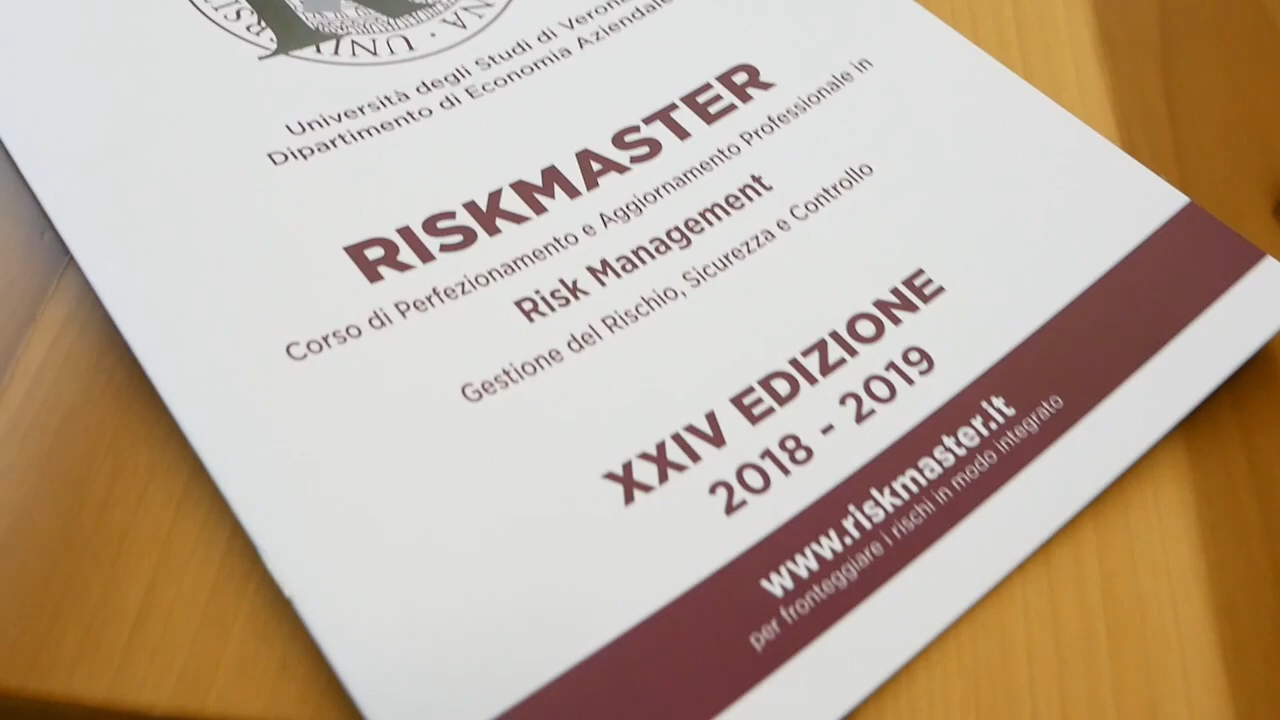 UNI
Università degli Studi di Verona
Dipartimento di Economia Aziendale
RISKMASTER
Corso di Perfezionamento e Aggiornamento Professionale in
Risk Management
Gestione del Rischio, Sicurezza e Controllo
XXIV EDIZIONE
2018 - 2019
www.riskmaster.it
per fronteggiare i rischi in modo integrato